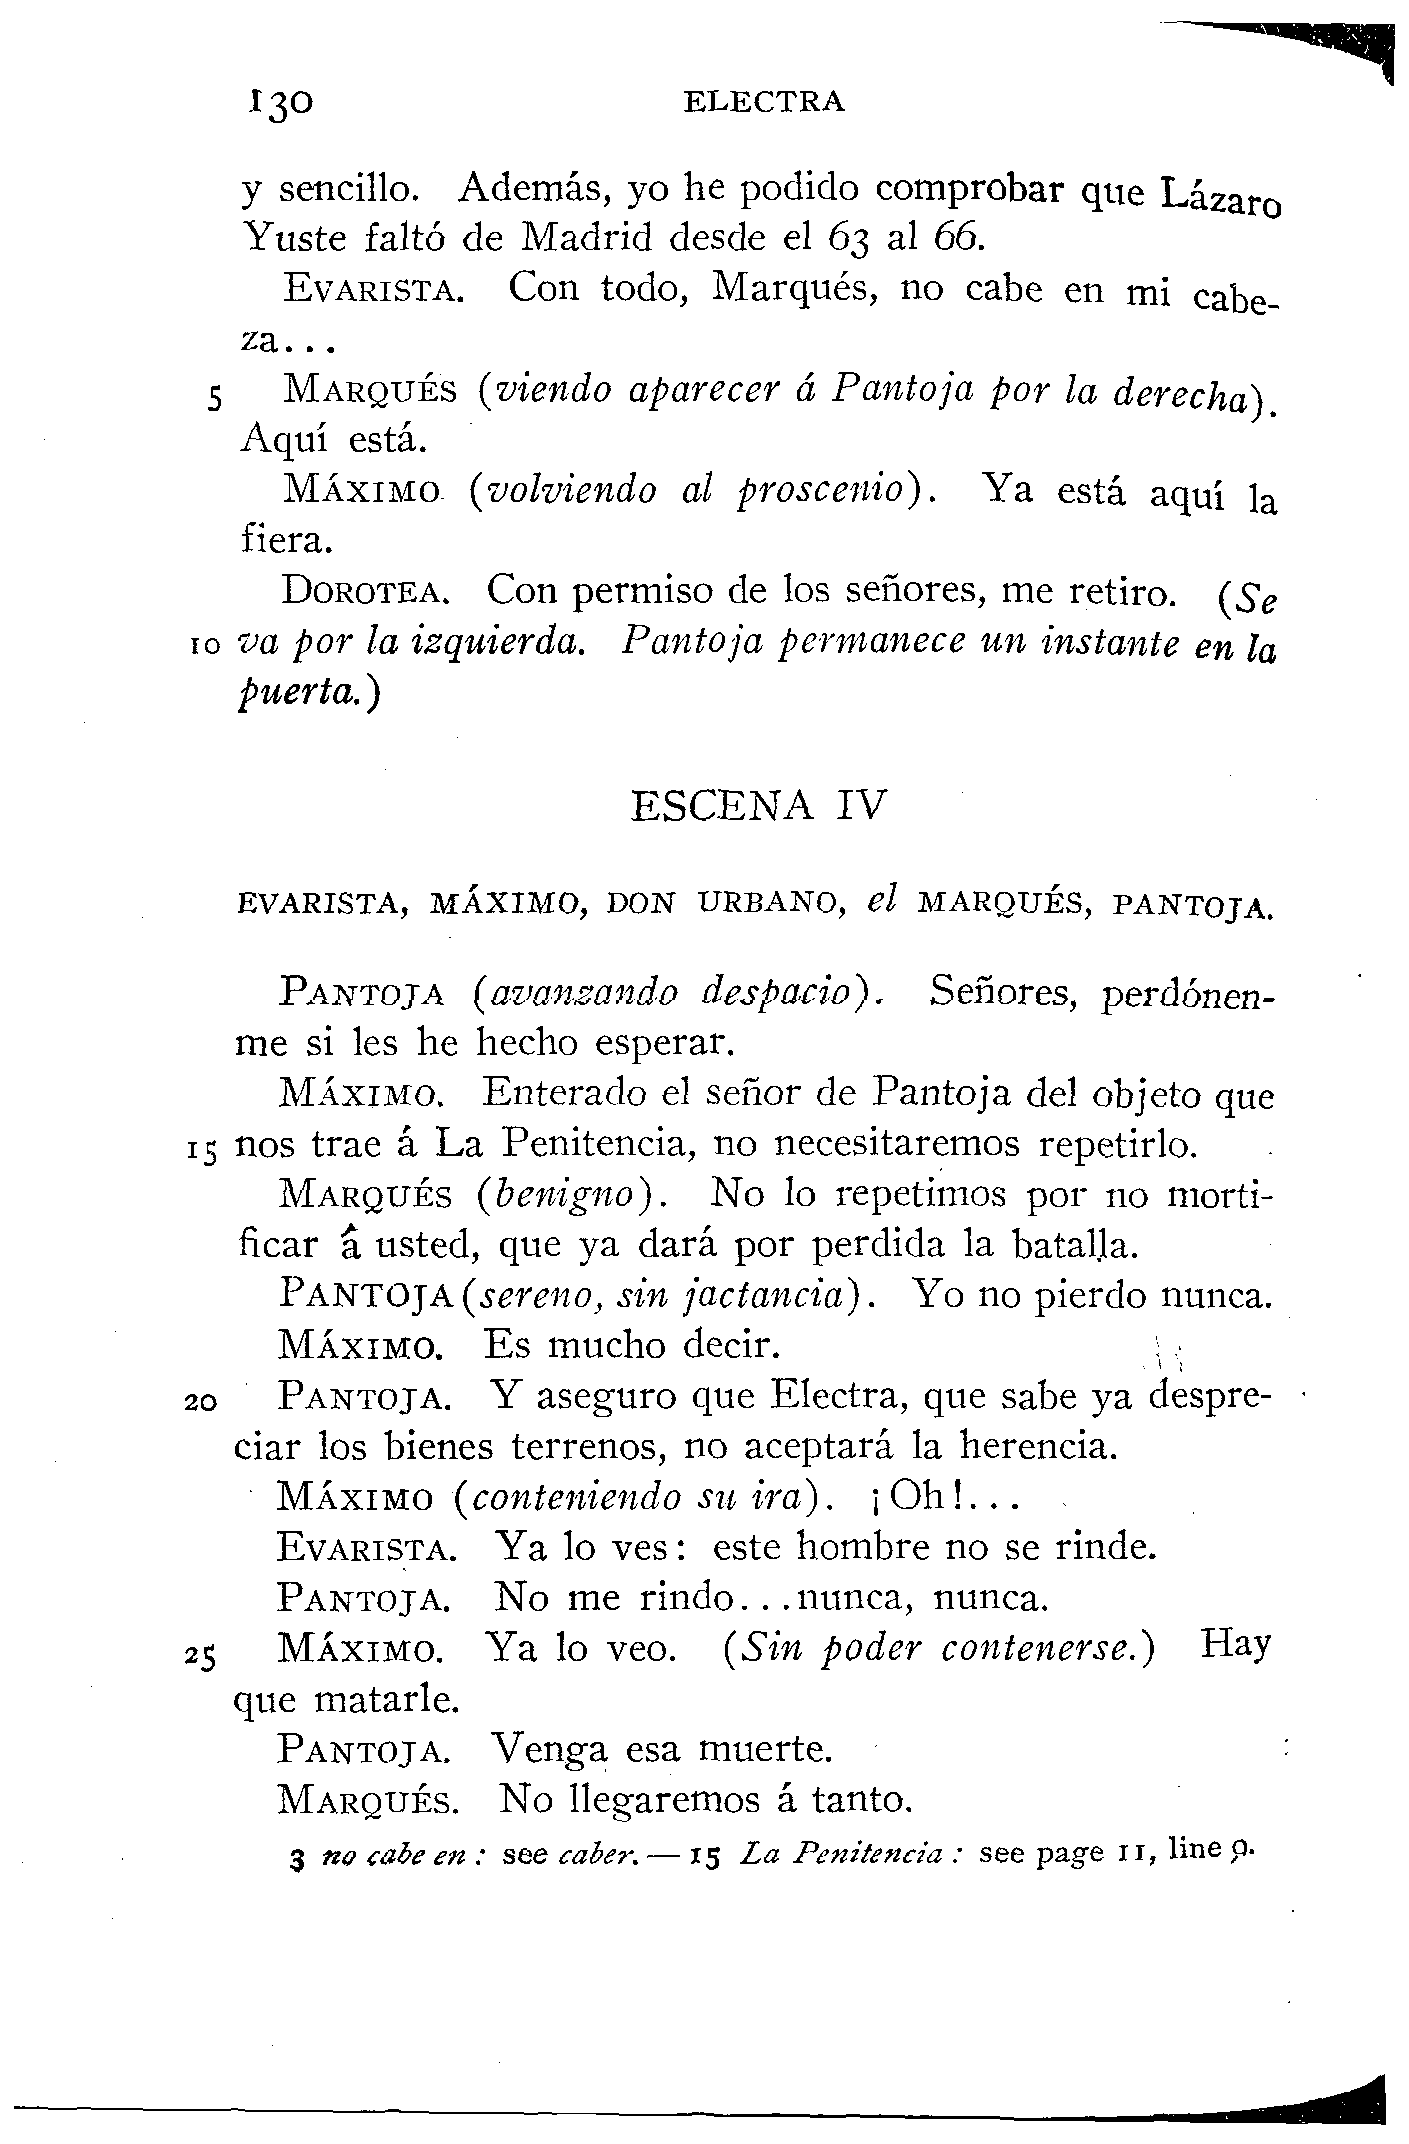 130 ELECTRA
y sencillo. Además, yo he podido comprobar que Lázaro
Yuste faltó de Madrid desde el 63 al 66.
EVARISTA. Con todo, Marqués, no cabe en mi cabe-
za...
5 MARQUÉS (viendo aparecer á Pantoja por la derecha).
Aquí está.
MÁXIMO (volviendo al proscenio). Ya está aquí la
fiera.
DOROTEA. Con permiso de los señores, me retiro. (Se
10 va por la izquierda. Pantoja permanece un instante en la
puerta.)
ESCENA IV
EVARISTA, MÁXIMO, DON URBANO, el MARQUÉS, PANTOJA.
PANTOJA (avanzando despacio). Señores, perdónen-
me si les he hecho esperar.
MÁXIMO. Enterado el señor de Pantoja del objeto que
15 nos trae á La Penitencia, no necesitaremos repetirlo.
MARQUÉS (benigno). No lo repetimos por no morti-
ficar á usted, que ya dará por perdida la batalla.
PANTOJA (sereno, sin jactancia). Yo no pierdo nunca.
MÁXIMO. Es mucho decir.
20 PANTOJA. Y aseguro que Electra, que sabe ya despre-
ciar los bienes terrenos, no aceptará la herencia.
MÁXIMO (conteniendo su ira). ¡Oh!...
EVARISTA. Ya lo ves: este hombre no se rinde.
PANTOJA. No me rindo...nunca, nunca.
25 MÁXIMO. Ya lo veo. (Sin poder contenerse.) Hay
que matarle.
PANTOJA. Venga esa muerte.
MARQUÉS. No llegaremos á tanto.
3 no cabe en: see caber.— 15 La Penitencia: see page 11, line 9.